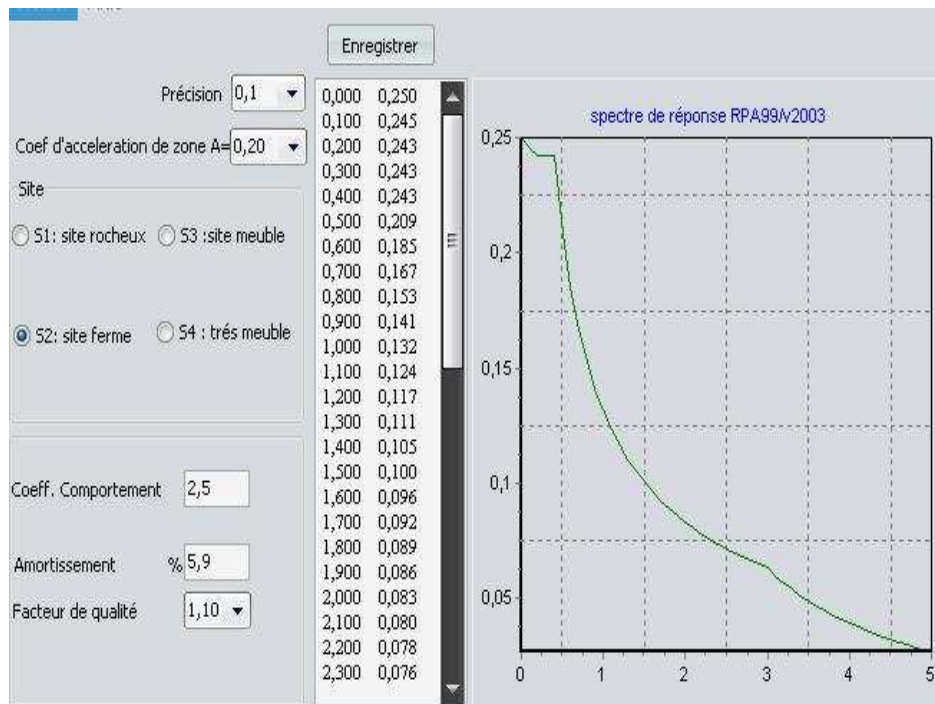 Enregistrer
Précision 0,1
Coef d'acceleration de zone A= 0,20
Site
S1: site rocheux
S3 :site meuble
S2: site ferme
S4 : trés meuble
Coeff. Comportement 2,5
Amortissement % 5,9
Facteur de qualité 1,10
0,000 0,250
0,100 0,245
0,200 0,243
0,300 0,243
0,400 0,243
0,500 0,209
0,600 0,185
0,700 0,167
0,800 0,153
0,900 0,141
1,000 0,132
1,100 0,124
1,200 0,117
1,300 0,111
1,400 0,105
1,500 0,100
1,600 0,096
1,700 0,092
1,800 0,089
1,900 0,086
2,000 0,083
2,100 0,080
2,200 0,078
2,300 0,076
spectre de réponse RPA99/v2003
0,25
0,2
0,15
0,1
0,05
0 1 2 3 4 5